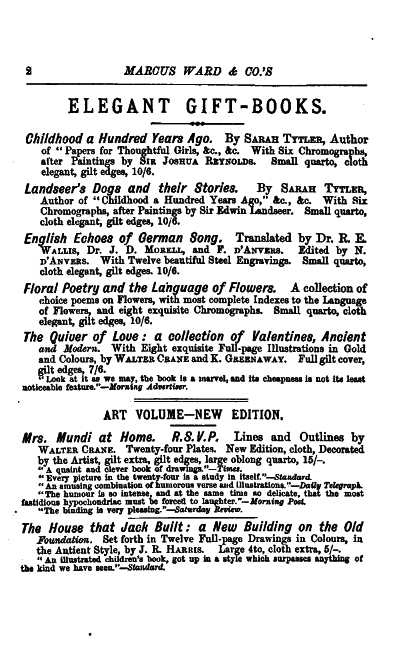 2 MARCUS WARD & CO.'S
ELEGANT GIFT-BOOKS.
Childhood a Hundred Years Ago. By SARAH TYTLER, Author
of "Papers for Thoughtful Girls, &c., &c. With Six Chromographs,
after Paintings by SIR JOSHUA REYNOLDS. Small quarto, cloth
elegant, gilt edges, 10/6.
Landseer's Dogs and their Stories. By SARAH TYTLER,
Author of "Childhood a Hundred Years Ago," &c., &c. With Six
Chromographs, after Paintings by Sir Edwin Landseer. Small quarto,
cloth elegant, gilt edges, 10/6.
English Echoes of German Song. Translated by Dr. R. E.
WALLIS, Dr. J. D. MORELL, and F. D'ANVERS. Edited by N.
D'ANVERS. With Twelve beautiful Steel Engravings. Small quarto,
cloth elegant, gilt edges. 10/6.
Floral Poetry and the Language of Flowers. A collection of
choice poems on Flowers, with most complete Indexes to the Language
of Flowers, and eight exquisite Chromographs. Small quarto, cloth
elegant, gilt edges, 10/6.
The Quiver of Love: a collection of Valentines, Ancient
and Modern. With Eight exquisite Full-page Illustrations in Gold
and Colours, by WALTER CRANE and K. GREENAWAY. Full gilt cover,
gilt edges, 7/6.
"Look at it as we may, the book is a marvel, and its cheapness is not its least
noticeable feature."—Morning Advertiser.
ART VOLUME—NEW EDITION.
Mrs. Mundi at Home. R.S.V.P. Lines and Outlines by
WALTER CRANE. Twenty-four Plates. New Edition, cloth, Decorated
by the Artist, gilt extra, gilt edges, large oblong quarto, 15/-.
"A quaint and clever book of drawings."—Times.
"Every picture in the twenty-four is a study in itself."—Standard.
"An amusing combination of humorous verse and illustrations."—Daily Telegraph.
"The humour is so intense, and at the same time so delicate, that the most
fastidious hypochondriac must be forced to laughter."—Morning Post.
"The binding is very pleasing."—Saturday Review.
The House that Jack Built: a New Building on the Old
Foundation. Set forth in Twelve Full-page Drawings in Colours, in
the Antient Style, by J. R. HARRIS. Large 4to, cloth extra, 5/-.
"An illustrated children's book, got up in a style which surpasses anything of
the kind we have seen."—Standard.